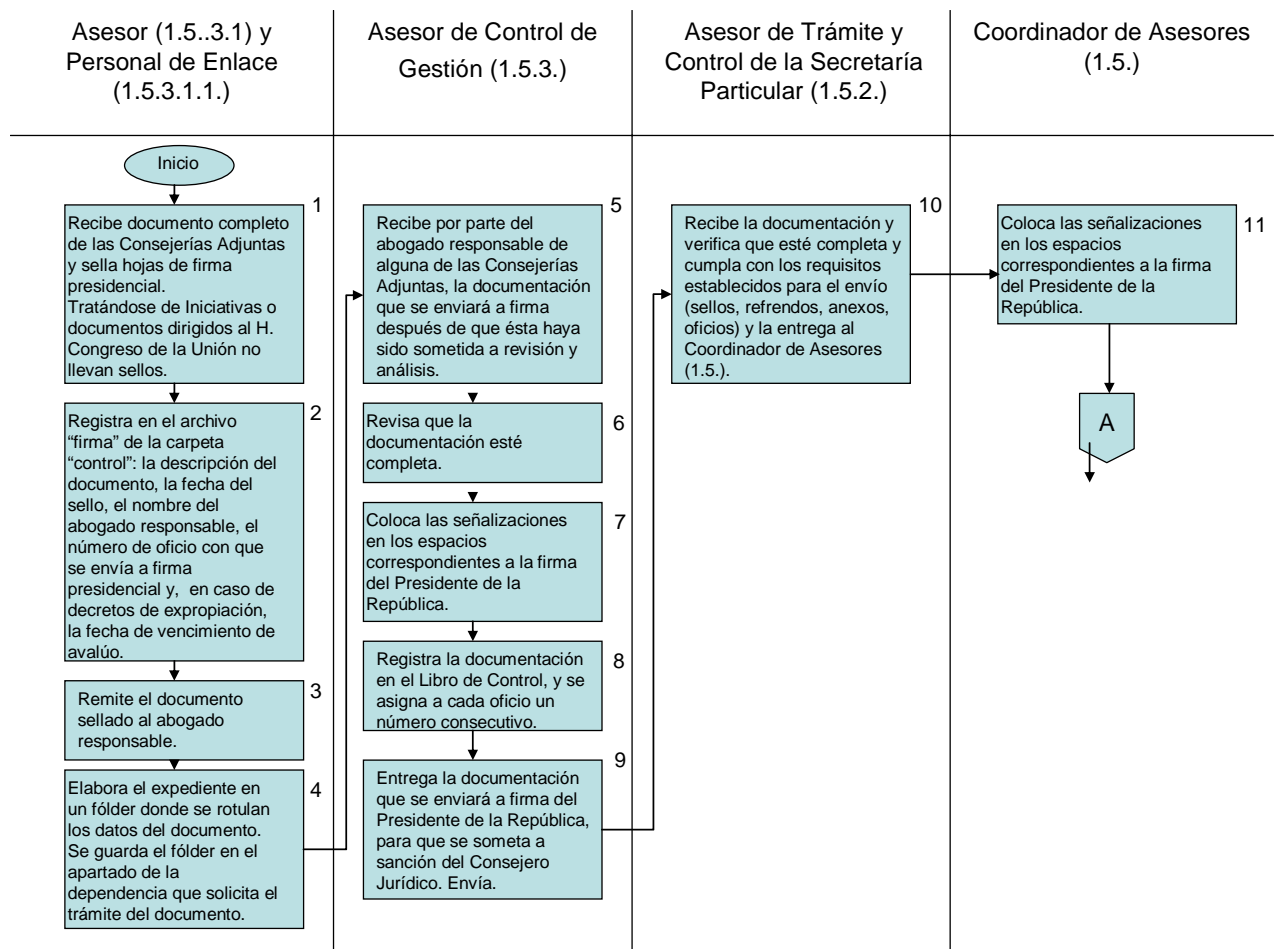 Asesor (1.5..3.1) y
Personal de Enlace
(1.5.3.1.1.)
Asesor de Control de
Gestión (1.5.3.)
Asesor de Trámite y
Control de la Secretaría
Particular (1.5.2.)
Coordinador de Asesores
(1.5.)
Inicio
1
Recibe documento completo
de las Consejerías Adjuntas
y sella hojas de firma
presidencial.
Tratándose de Iniciativas o
documentos dirigidos al H.
Congreso de la Unión no
llevan sellos.
2
Registra en el archivo
“firma” de la carpeta
“control”: la descripción del
documento, la fecha del
sello, el nombre del
abogado responsable, el
número de oficio con que
se envía a firma
presidencial y, en caso de
decretos de expropiación,
la fecha de vencimiento de
avalúo.
3
Remite el documento
sellado al abogado
responsable.
4
Elabora el expediente en
un fólder donde se rotulan
los datos del documento.
Se guarda el fólder en el
apartado de la
dependencia que solicita el
trámite del documento.
5
Recibe por parte del
abogado responsable de
alguna de las Consejerías
Adjuntas, la documentación
que se enviará a firma
después de que ésta haya
sido sometida a revisión y
análisis.
6
Revisa que la
documentación esté
completa.
7
Coloca las señalizaciones
en los espacios
correspondientes a la firma
del Presidente de la
República.
8
Registra la documentación
en el Libro de Control, y se
asigna a cada oficio un
número consecutivo.
9
Entrega la documentación
que se enviará a firma del
Presidente de la República,
para que se someta a
sanción del Consejero
Jurídico. Envía.
10
Recibe la documentación y
verifica que esté completa y
cumpla con los requisitos
establecidos para el envío
(sellos, refrendos, anexos,
oficios) y la entrega al
Coordinador de Asesores
(1.5.).
11
Coloca las señalizaciones
en los espacios
correspondientes a la firma
del Presidente de la
República.
A